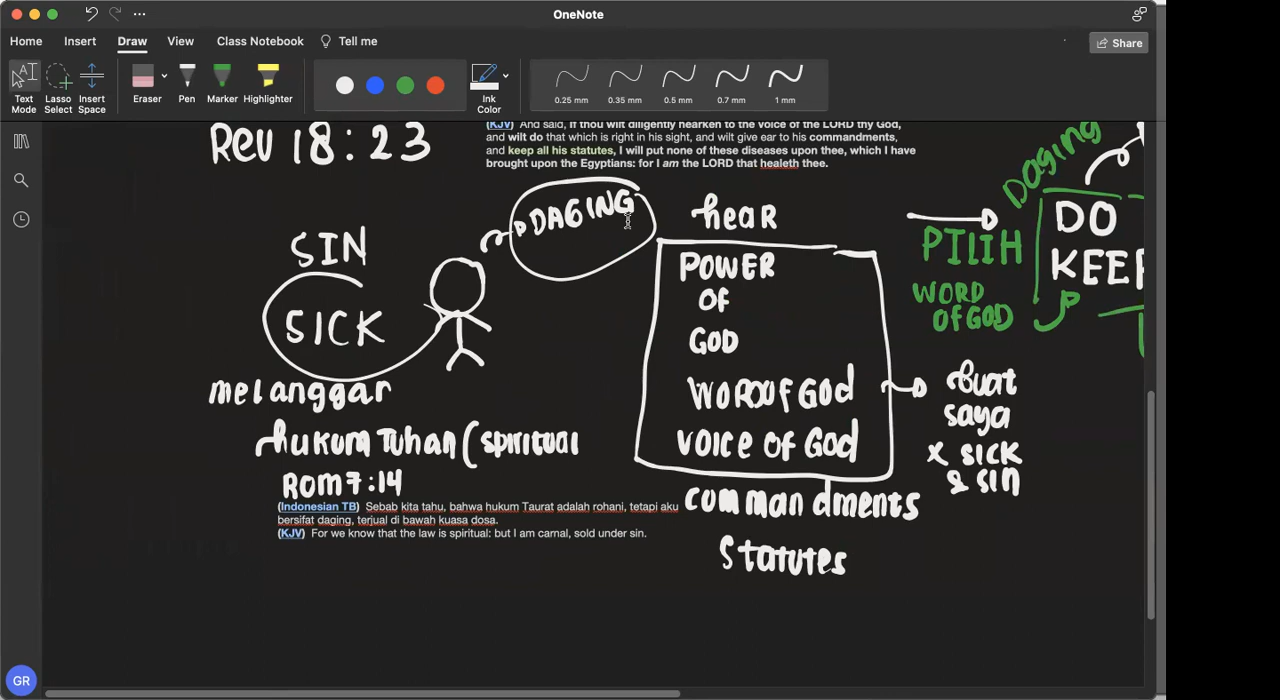 OneNote
Home Insert Draw View Class Notebook Tell me
Share
Text Mode
Lasso Select
Insert Space
Eraser
Pen
Marker
Highlighter
Ink Color
0.25 mm 0.35 mm 0.5 mm 0.7 mm 1 mm
Rev 18:23
(KJV) And said, If thou wilt diligently hearken to the voice of the LORD thy God,
and wilt do that which is right in his sight, and wilt give ear to his commandments,
and keep all his statutes, I will put none of these diseases upon thee, which I have
brought upon the Egyptians: for I am the LORD that healeth thee.
SIN
SICK
melanggar
hukum Tuhan (spiritual
Rom 7:14
(Indonesian TB) Sebab kita tahu, bahwa hukum Taurat adalah rohani, tetapi aku
bersifat daging, terjual di bawah kuasa dosa.
(KJV) For we know that the law is spiritual: but I am carnal, sold under sin.
DAGING
hear
POWER
OF
GOD
WORD OF God
VOICE OF God
commandments
Statutes
buat
saya
x SICK
& sin
PILIH
WORD
OF GOD
Daging
DO
KEEP
GR